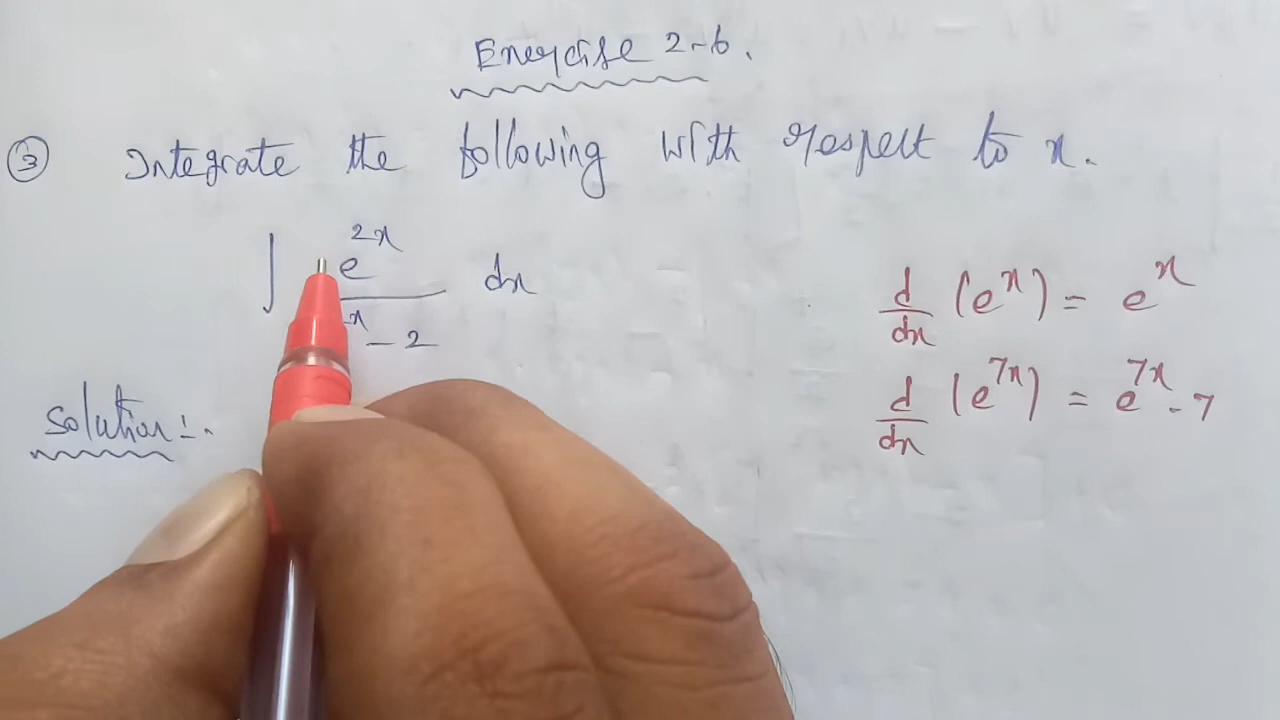 Exercise 2-6.
③ Integrate the following with respect to x.
∫ e^2x / x - 2 dx
d/dx (e^x) = e^x
d/dx (e^7x) = e^7x - 7
Solution:-